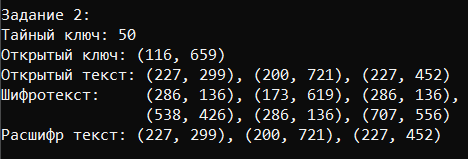 Задание 2:
Тайный ключ: 50
Открытый ключ: (116, 659)
Открытый текст: (227, 299), (200, 721), (227, 452)
Шифротекст: (286, 136), (173, 619), (286, 136),
(538, 426), (286, 136), (707, 556)
Расшифр текст: (227, 299), (200, 721), (227, 452)